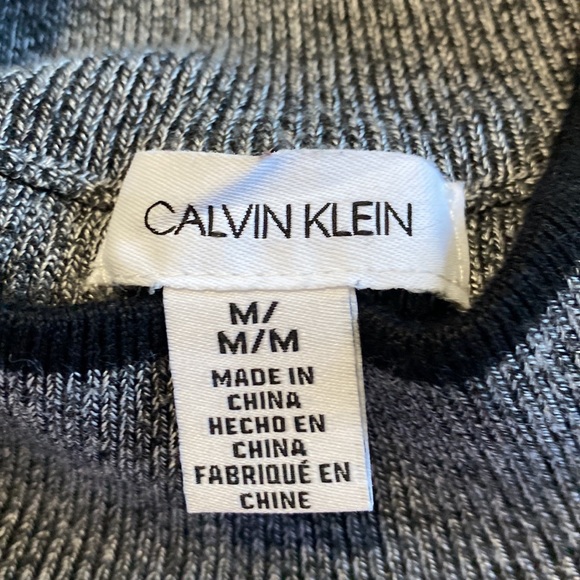 CALVIN KLEIN
M/
M/M
MADE IN
CHINA
HECHO EN
CHINA
FABRIQUÉ EN
CHINE